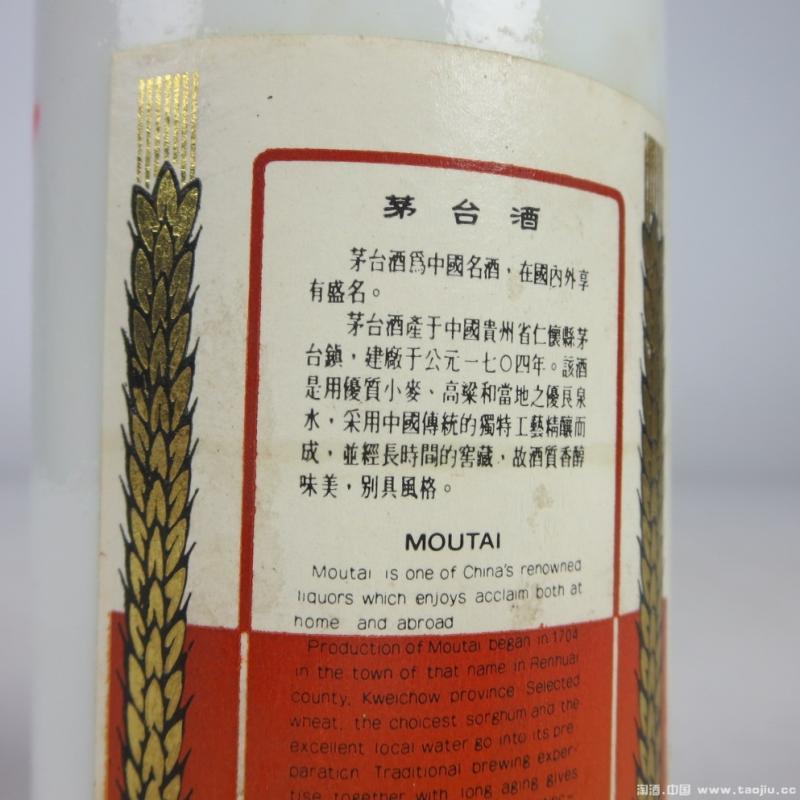 茅台酒
茅台酒爲中國名酒，在國內外享
有盛名。
茅台酒產于中國貴州省仁懷縣茅
台鎮，建廠于公元一七〇四年。該酒
是用優質小麥、高粱和當地之優良泉
水，采用中國傳統的獨特工藝精釀而
成，並經長時間的窖藏，故酒質香醇
味美，別具風格。
MOUTAI
Moutai is one of China's renowned
liquors which enjoys acclaim both at
home and abroad
Production of Moutai began in 1704
in the town of that name in Renhuai
county, Kweichow province Selected
wheat, the choicest sorghum and the
excellent local water go into its pre
paration Traditional brewing exper-
tise together with long aging gives
淘酒.中国 www.taojiu.cc